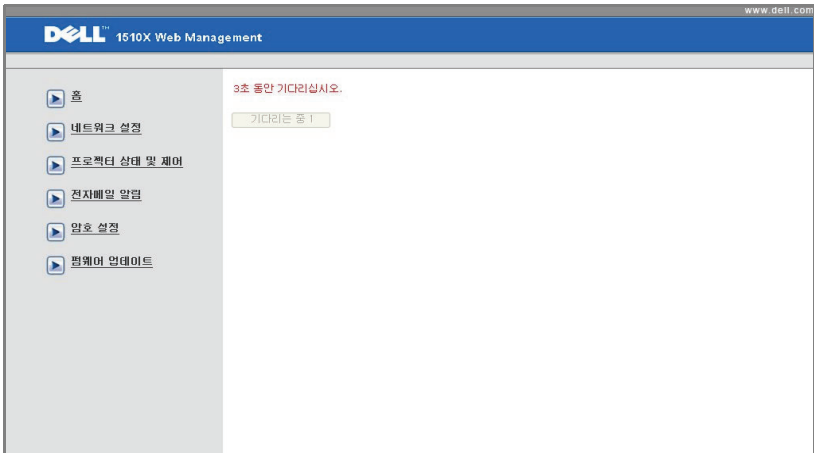 www.dell.com
DELL™ 1510X Web Management
홈
네트워크 설정
프로젝터 상태 및 제어
전자메일 알림
암호 설정
펌웨어 업데이트
3초 동안 기다리십시오.
기다리는 중 1